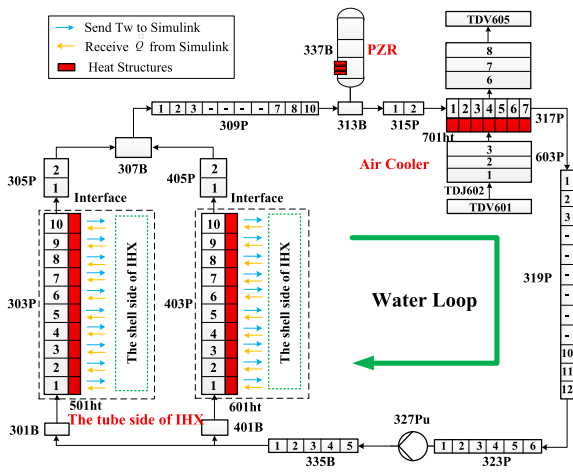 Send Tw to Simulink
Receive Q̇ from Simulink
Heat Structures
337B
PZR
TDV605
8
7
6
1 2 3 - - - - 7 8 10
309P
313B
1 2
315P
1 2 3 4 5 6 7
317P
701ht
603P
Air Cooler
3
2
1
TDJ602
TDV601
307B
305P
2
1
405P
2
1
Interface
Interface
303P
10
9
8
7
6
5
4
3
2
1
The shell side of IHX
403P
10
9
8
7
6
5
4
3
2
1
The shell side of IHX
Water Loop
1
2
3
-
-
-
-
-
10
11
12
319P
501ht
601ht
The tube side of IHX
301B
401B
1 2 3 4 5
335B
327Pu
1 2 3 4 5 6
323P